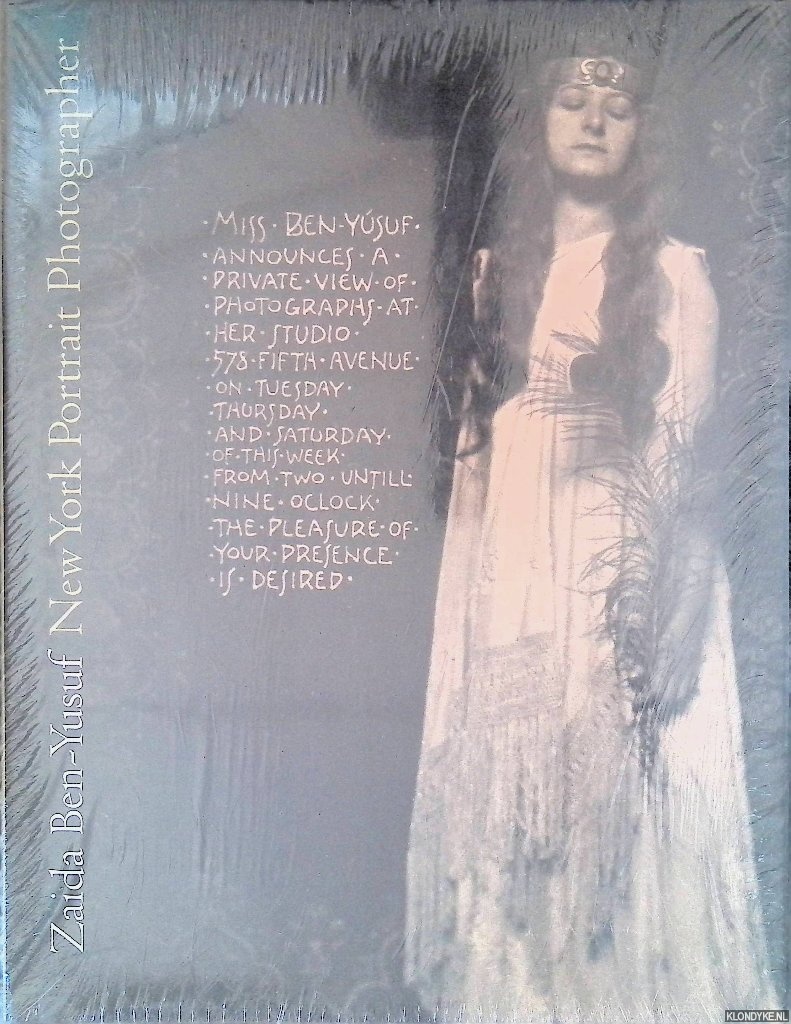 Zaida Ben-Yusuf New York Portrait Photographer
·MISS·BEN-YÚSUF·
·ANNOUNCES·A·
·PRIVATE·VIEW·OF·
·PHOTOGRAPHS·AT·
·HER·STUDIO·
·578·FIFTH·AVENUE·
·ON·TUESDAY·
·THURSDAY·
·AND·SATURDAY·
·OF·THIS·WEEK·
·FROM·TWO·UNTILL·
·NINE·OCLOCK·
·THE·PLEASURE·OF·
·YOUR·PRESENCE·
·IS·DESIRED·
KLONDYKE.NL